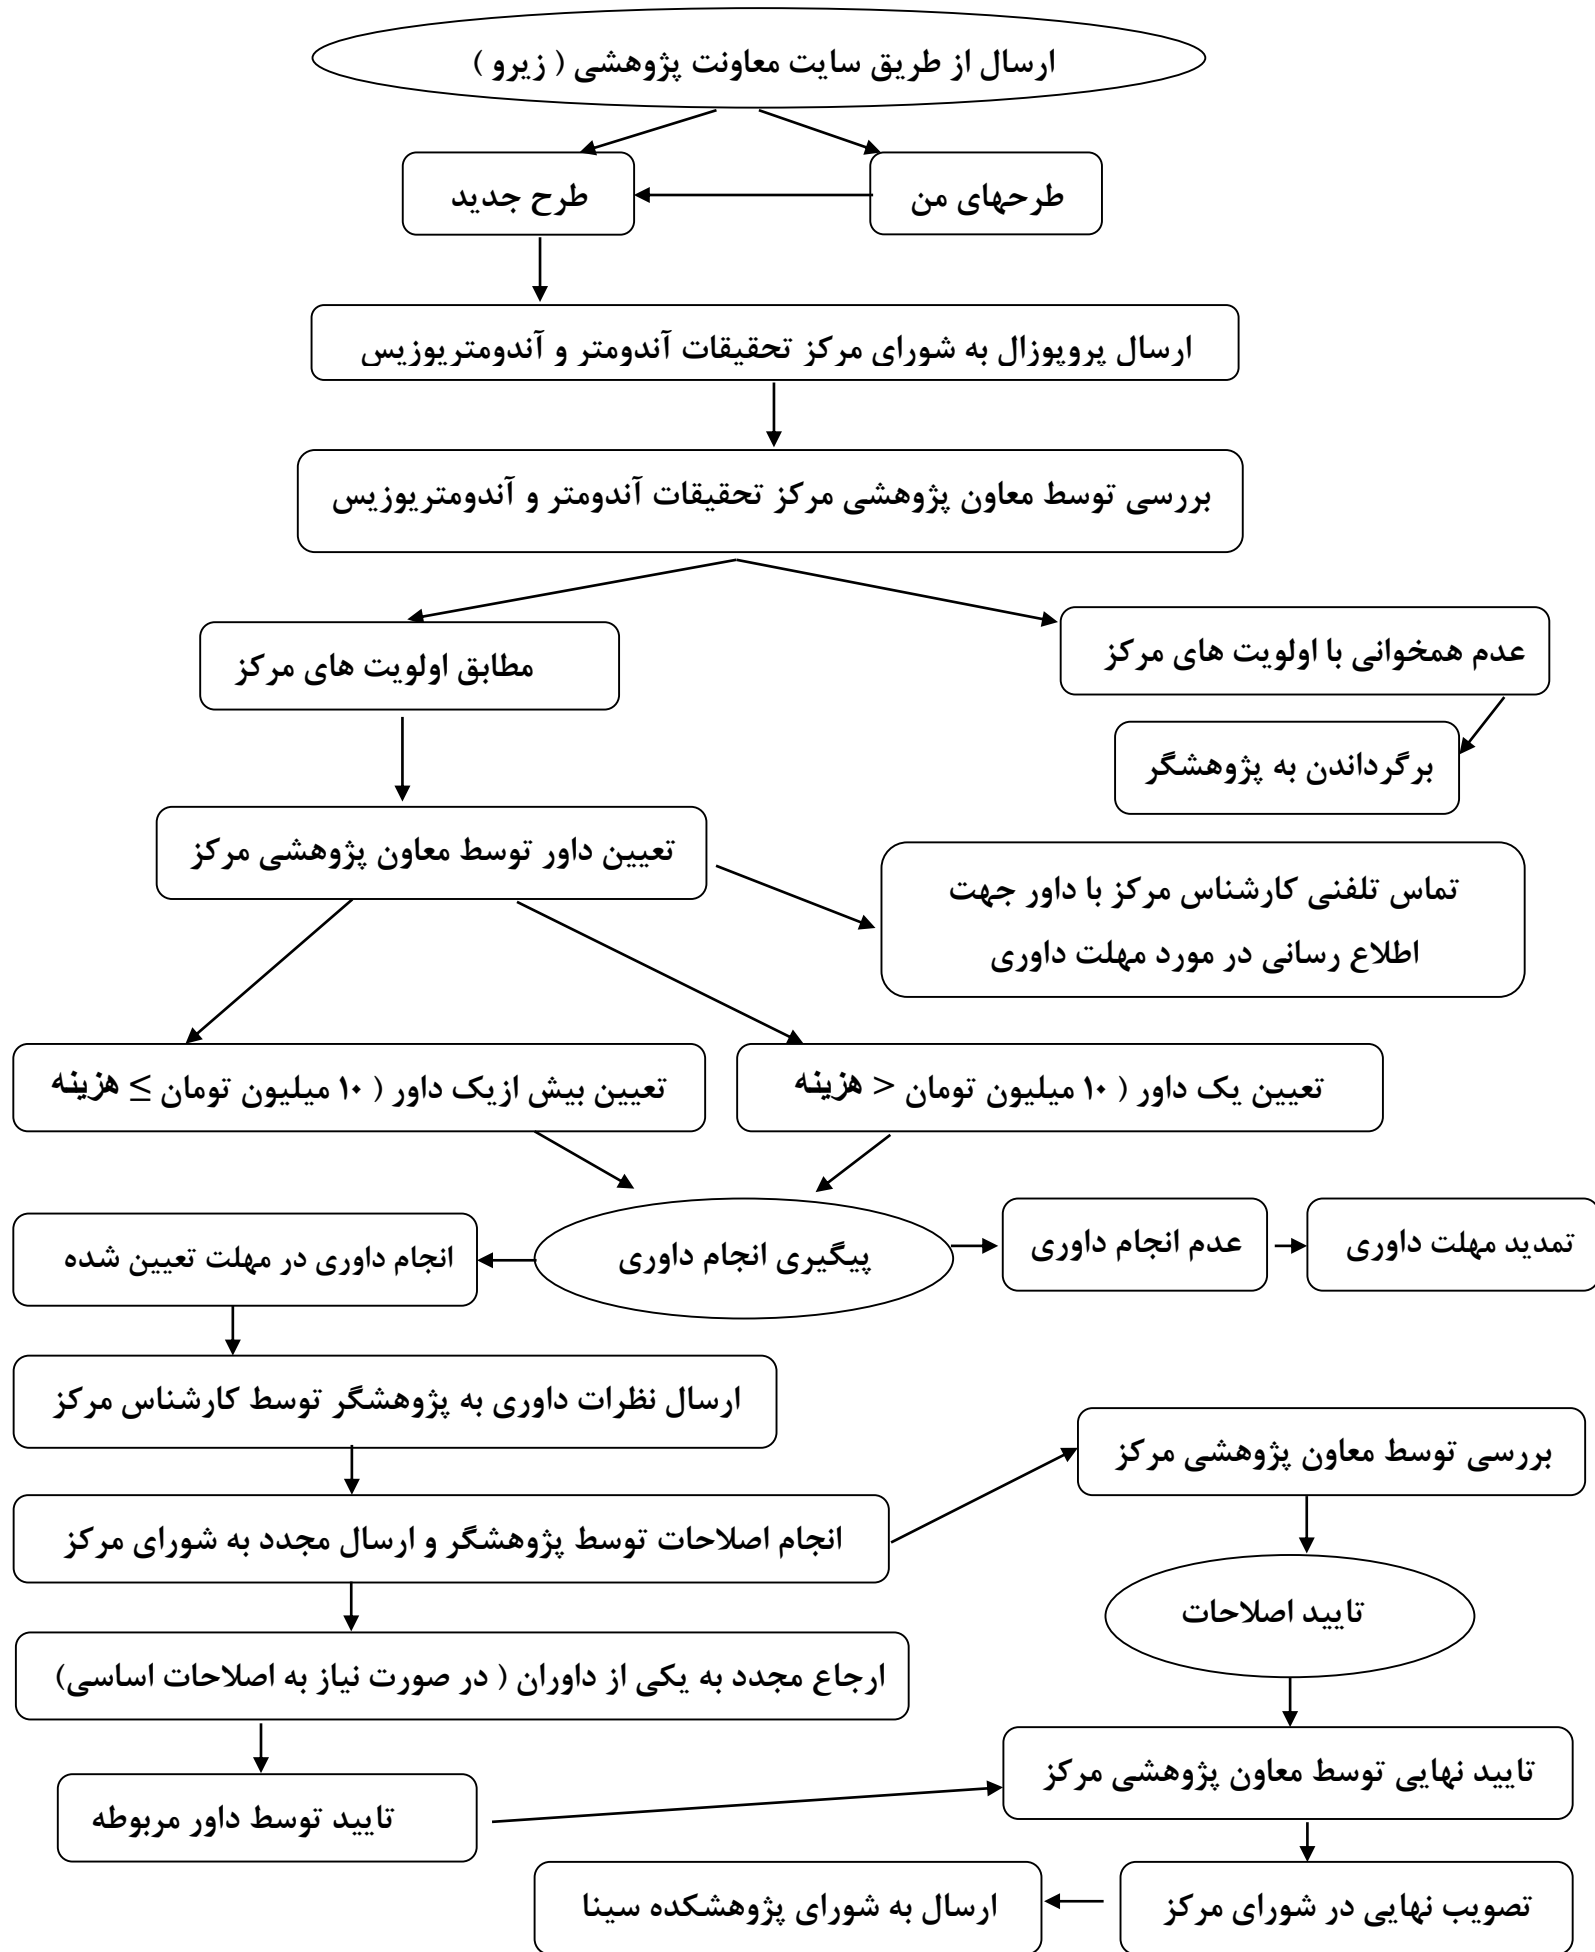 ارسال از طریق سایت معاونت پژوهشی ( زیرو )
طرحهای من
طرح جدید
ارسال پروپوزال به شورای مرکز تحقیقات آندومتر و آندومتریوزیس
بررسی توسط معاون پژوهشی مرکز تحقیقات آندومتر و آندومتریوزیس
عدم همخوانی با اولویت های مرکز
مطابق اولویت های مرکز
برگرداندن به پژوهشگر
تعیین داور توسط معاون پژوهشی مرکز
تماس تلفنی کارشناس مرکز با داور جهت
اطلاع رسانی در مورد مهلت داوری
تعیین یک داور ( ۱۰ میلیون تومان > هزینه
تعیین بیش ازیک داور ( ۱۰ میلیون تومان ≤ هزینه
تمدید مهلت داوری
عدم انجام داوری
پیگیری انجام داوری
انجام داوری در مهلت تعیین شده
ارسال نظرات داوری به پژوهشگر توسط کارشناس مرکز
بررسی توسط معاون پژوهشی مرکز
انجام اصلاحات توسط پژوهشگر و ارسال مجدد به شورای مرکز
تایید اصلاحات
ارجاع مجدد به یکی از داوران ( در صورت نیاز به اصلاحات اساسی)
تایید نهایی توسط معاون پژوهشی مرکز
تایید توسط داور مربوطه
تصویب نهایی در شورای مرکز
ارسال به شورای پژوهشکده سینا